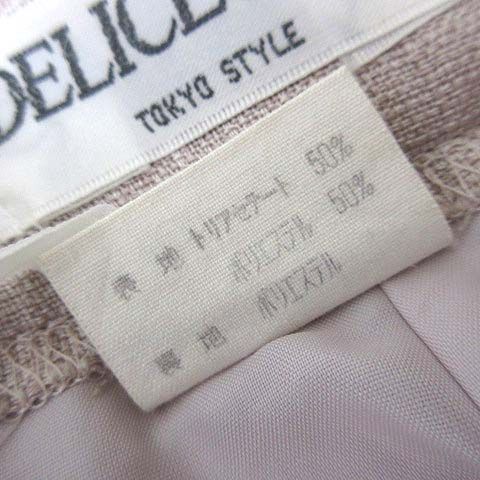 DELICE
TOKYO STYLE
表地 トリアセテート 50%
ポリエステル 50%
裏地 ポリエステル